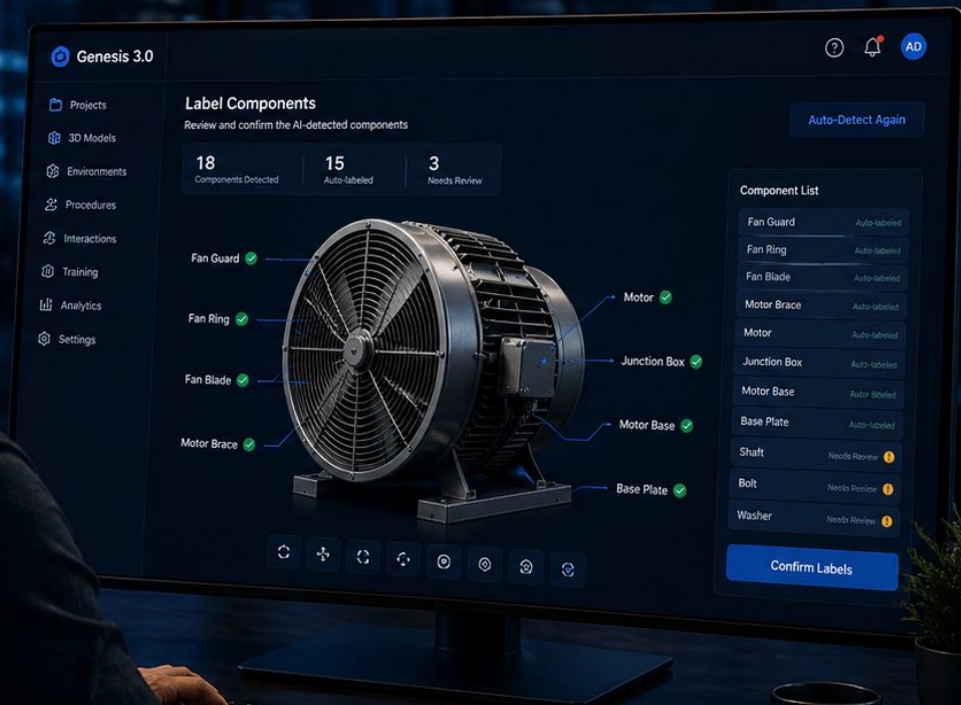 Genesis 3.0
?
AD
Projects
3D Models
Environments
Procedures
Interactions
Training
Analytics
Settings
Label Components
Review and confirm the AI-detected components
Auto-Detect Again
18
Components Detected
15
Auto-labeled
3
Needs Review
Fan Guard
Fan Ring
Fan Blade
Motor Brace
Motor
Junction Box
Motor Base
Base Plate
Component List
Fan Guard Auto-labeled
Fan Ring Auto-labeled
Fan Blade Auto-labeled
Motor Brace Auto-labeled
Motor Auto-labeled
Junction Box Auto-labeled
Motor Base
Base Plate Auto-labeled
Shaft Needs Review !
Bolt Needs Review !
Washer Needs Review !
Confirm Labels